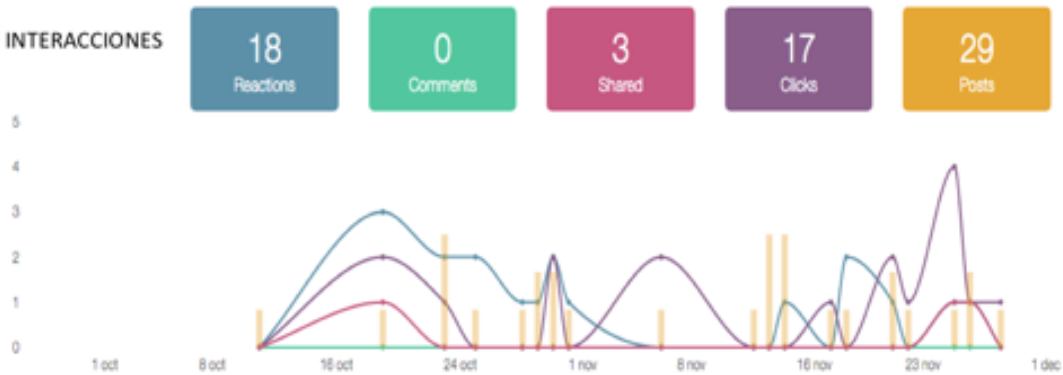 INTERACCIONES
18
Reactions
0
Comments
3
Shared
17
Clicks
29
Posts
5
4
3
2
1
0
1 oct 8 oct 16 oct 24 oct 1 nov 8 nov 16 nov 23 nov 1 dec